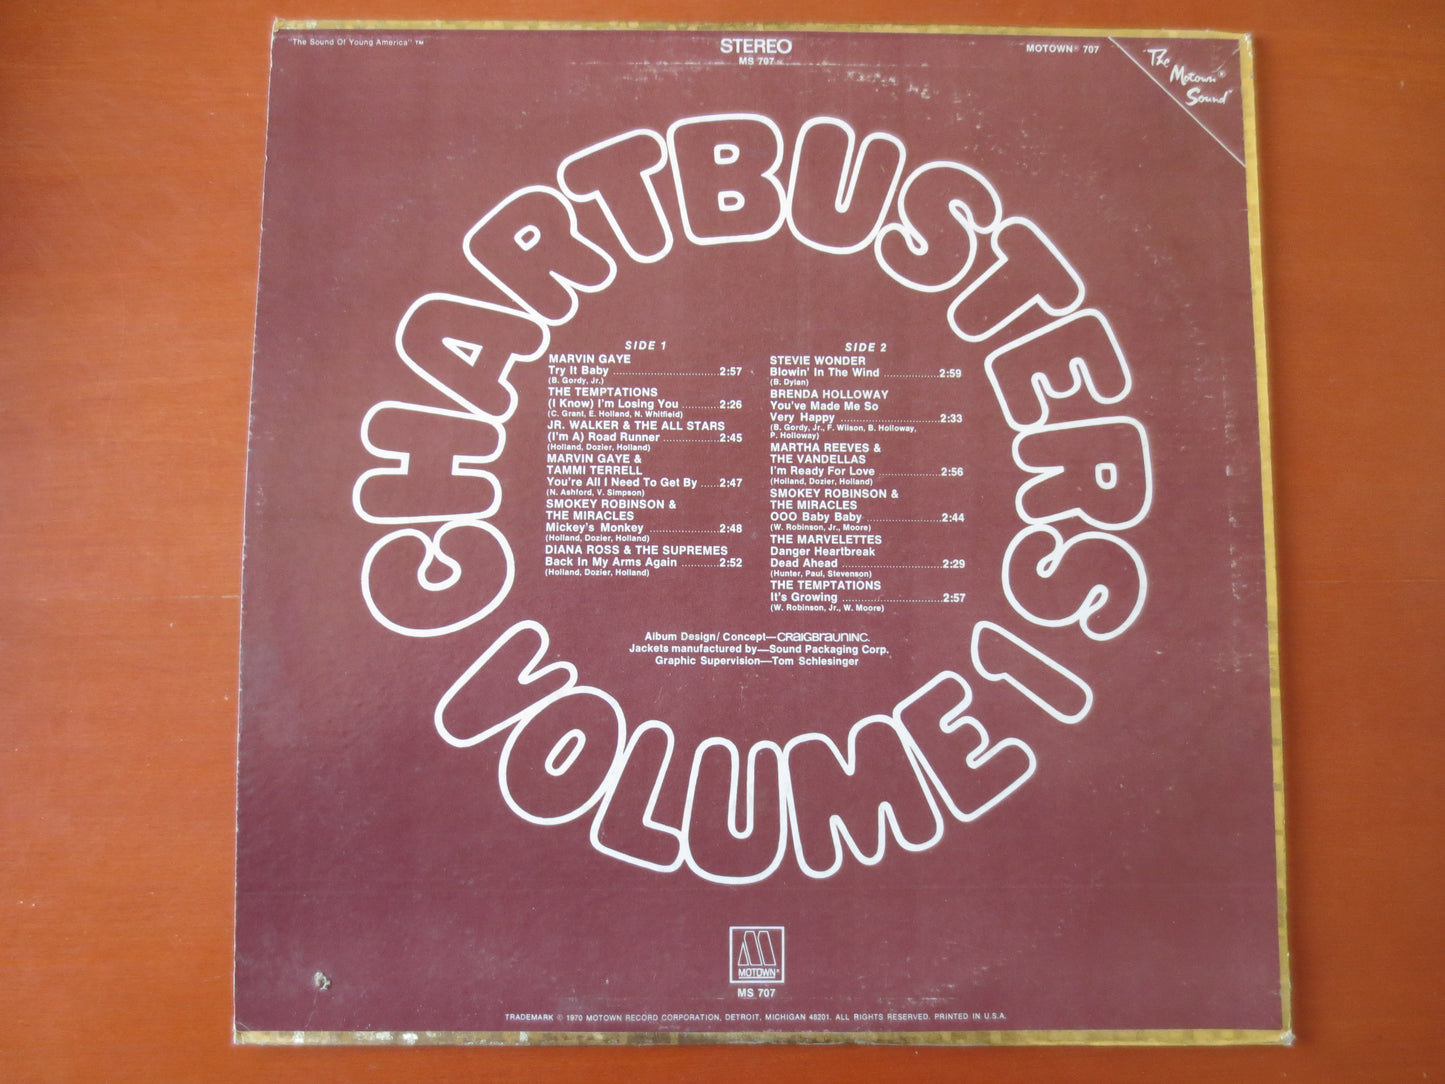 "The Sound Of Young America" ™
STEREO
MS 707
MOTOWN® 707
The
Motown®
Sound
CHARTBUSTERS
VOLUME 1
SIDE 1
MARVIN GAYE
Try It Baby ..........2:57
(B. Gordy, Jr.)
THE TEMPTATIONS
(I Know) I'm Losing You ..........2:26
(C. Grant, E. Holland, N. Whitfield)
JR. WALKER & THE ALL STARS
(I'm A) Road Runner ..........2:45
(Holland, Dozier, Holland)
MARVIN GAYE &
TAMMI TERRELL
You're All I Need To Get By .....2:47
(N. Ashford, V. Simpson)
SMOKEY ROBINSON &
THE MIRACLES
Mickey's Monkey ..........2:48
(Holland, Dozier, Holland)
DIANA ROSS & THE SUPREMES
Back In My Arms Again ..........2:52
(Holland, Dozier, Holland)
SIDE 2
STEVIE WONDER
Blowin' In The Wind ..........2:59
(B. Dylan)
BRENDA HOLLOWAY
You've Made Me So
Very Happy ..........2:33
(B. Gordy, Jr., F. Wilson, B. Holloway,
P. Holloway)
MARTHA REEVES &
THE VANDELLAS
I'm Ready For Love ..........2:56
(Holland, Dozier, Holland)
SMOKEY ROBINSON &
THE MIRACLES
OOO Baby Baby ..........2:44
(W. Robinson, Jr., Moore)
THE MARVELETTES
Danger Heartbreak
Dead Ahead ..........2:29
(Hunter, Paul, Stevenson)
THE TEMPTATIONS
It's Growing ..........2:57
(W. Robinson, Jr., W. Moore)
Album Design/Concept—CRAIGBRAUNINC.
Jackets manufactured by—Sound Packaging Corp.
Graphic Supervision—Tom Schlesinger
MOTOWN®
MS 707
TRADEMARK © 1970 MOTOWN RECORD CORPORATION, DETROIT, MICHIGAN 48201. ALL RIGHTS RESERVED. PRINTED IN U.S.A.